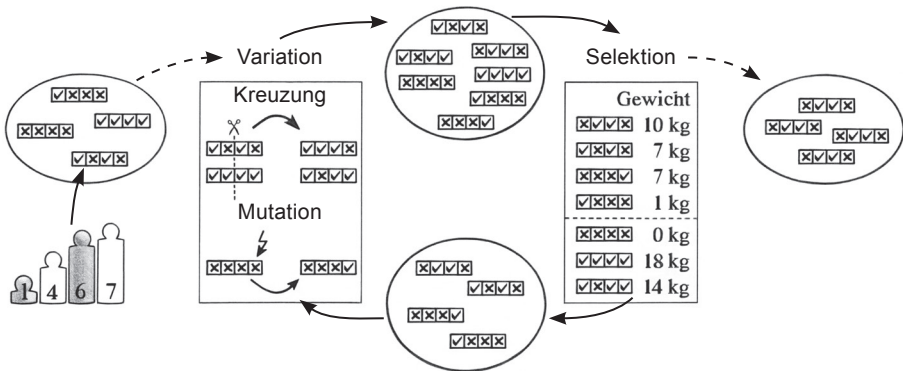 Variation
Selektion
Kreuzung
Mutation
Gewicht
10 kg
7 kg
7 kg
1 kg
0 kg
18 kg
14 kg
1 4 6 7